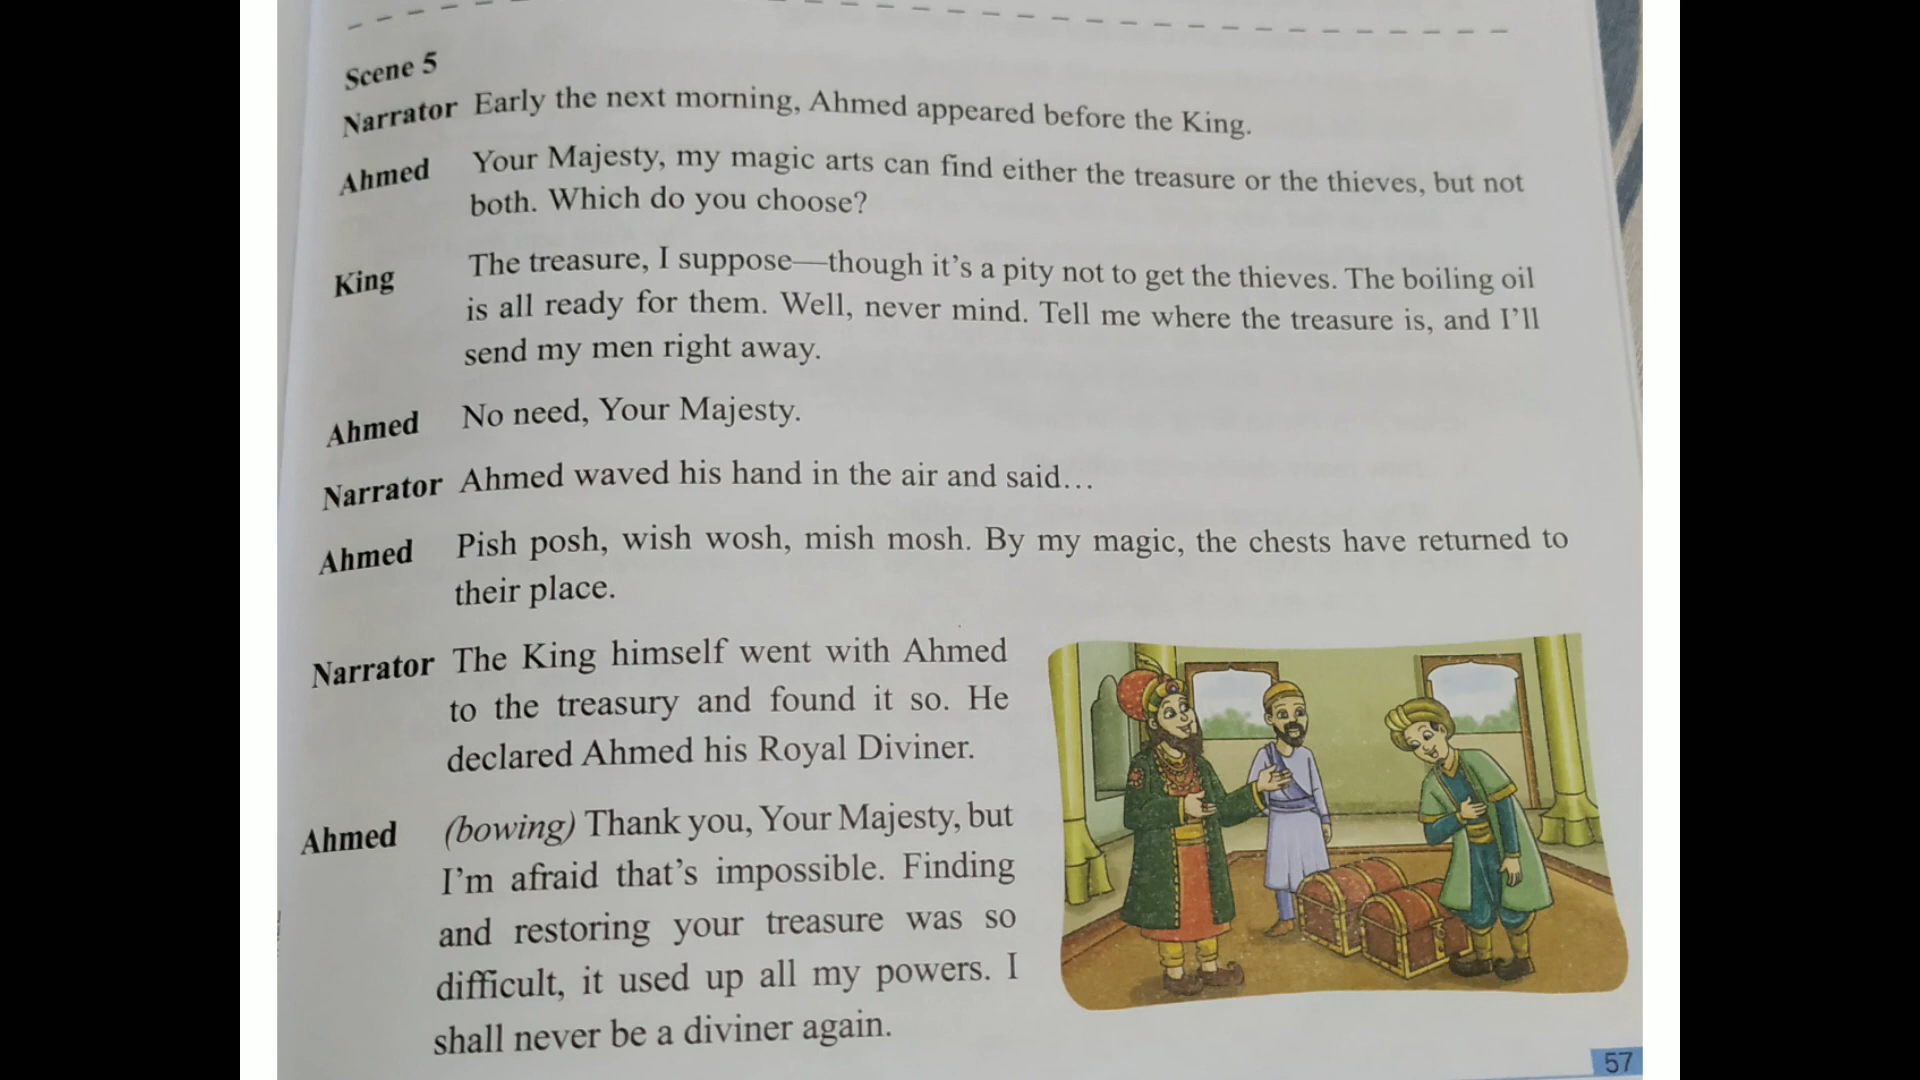 Scene 5
Narrator Early the next morning, Ahmed appeared before the King.
Ahmed Your Majesty, my magic arts can find either the treasure or the thieves, but not
both. Which do you choose?
King The treasure, I suppose—though it's a pity not to get the thieves. The boiling oil
is all ready for them. Well, never mind. Tell me where the treasure is, and I'll
send my men right away.
Ahmed No need, Your Majesty.
Narrator Ahmed waved his hand in the air and said…
Ahmed Pish posh, wish wosh, mish mosh. By my magic, the chests have returned to
their place.
Narrator The King himself went with Ahmed
to the treasury and found it so. He
declared Ahmed his Royal Diviner.
Ahmed (bowing) Thank you, Your Majesty, but
I'm afraid that's impossible. Finding
and restoring your treasure was so
difficult, it used up all my powers. I
shall never be a diviner again.
57